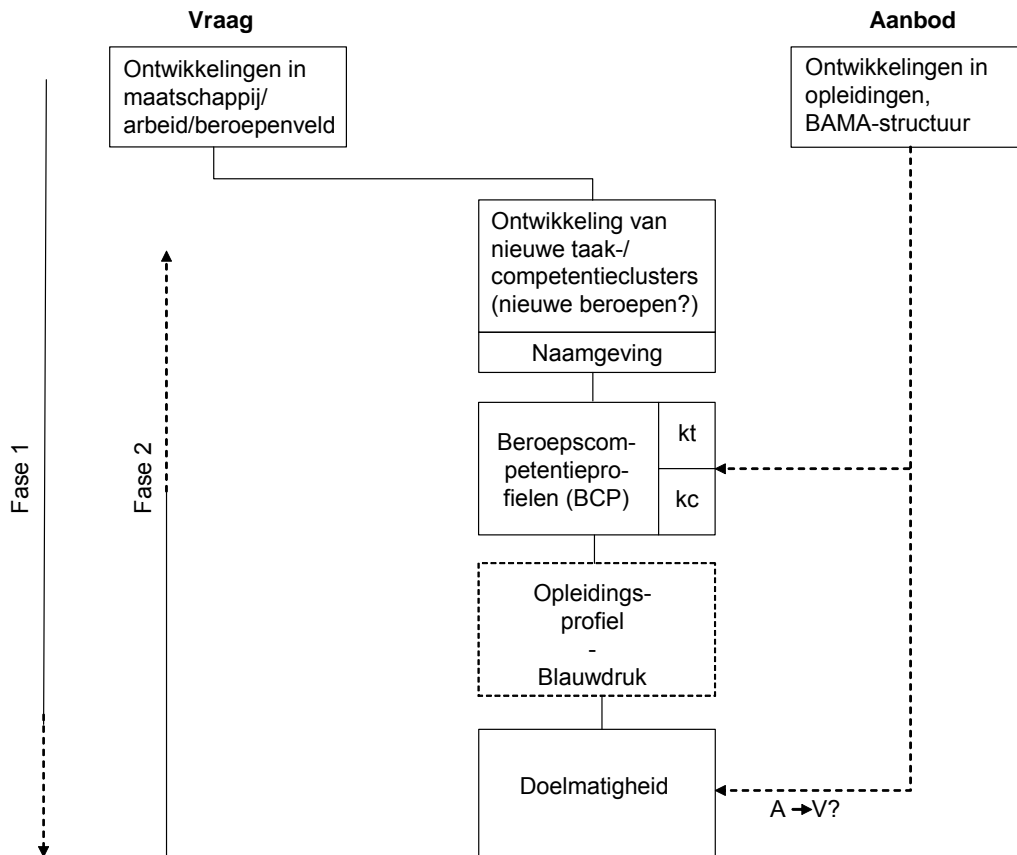 Vraag
Aanbod
Ontwikkelingen in
maatschappij/
arbeid/beroepenveld
Ontwikkelingen in
opleidingen,
BAMA-structuur
Ontwikkeling van
nieuwe taak-/
competentieclusters
(nieuwe beroepen?)
Naamgeving
Beroepscom-
petentiepro-
fielen (BCP)
kt
kc
Fase 1
Fase 2
Opleidings-
profiel
-
Blauwdruk
Doelmatigheid
A →V?